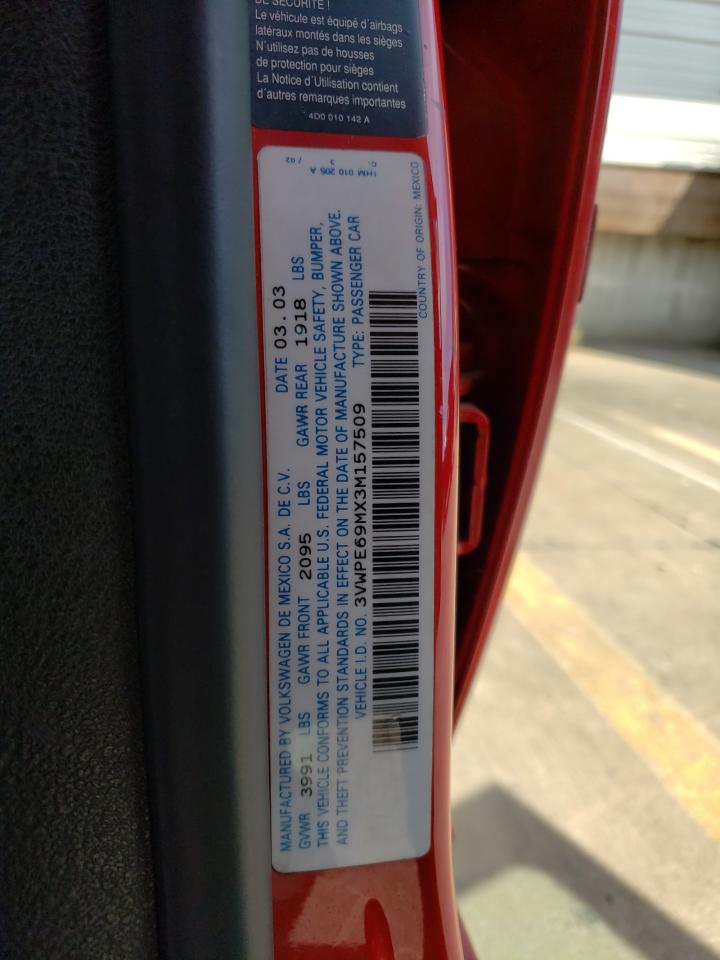 DE SÉCURITÉ !
Le véhicule est équipé d'airbags
latéraux montés dans les sièges
N'utilisez pas de housses
de protection pour sièges
La Notice d'Utilisation contient
d'autres remarques importantes
4D0 010 142 A
1HM 010 205 A
/ 02
MANUFACTURED BY VOLKSWAGEN DE MEXICO S.A. DE C.V. DATE 03.03
GVWR 3991 LBS GAWR FRONT 2095 LBS GAWR REAR 1918 LBS
THIS VEHICLE CONFORMS TO ALL APPLICABLE U.S. FEDERAL MOTOR VEHICLE SAFETY, BUMPER,
AND THEFT PREVENTION STANDARDS IN EFFECT ON THE DATE OF MANUFACTURE SHOWN ABOVE.
VEHICLE I.D. NO. 3VWPE69MX3M157509 TYPE: PASSENGER CAR
COUNTRY OF ORIGIN: MEXICO